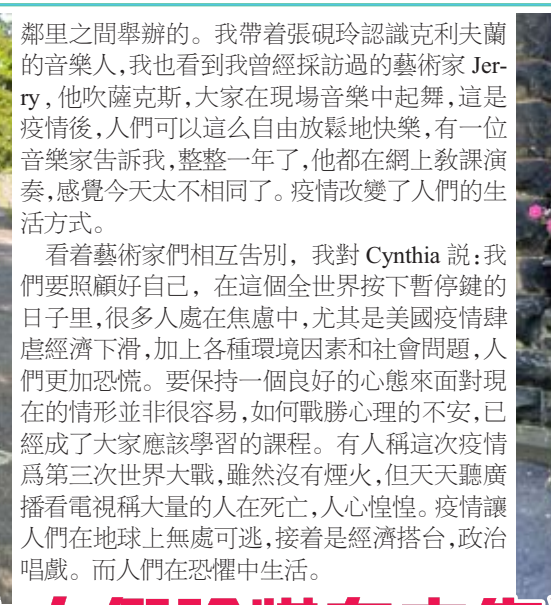 鄰里之間舉辦的。我帶着張硯玲認識克利夫蘭
的音樂人,我也看到我曾經採訪過的藝術家 Jer-
ry , 他吹薩克斯,大家在現場音樂中起舞,這是
疫情後,人們可以這么自由放鬆地快樂,有一位
音樂家告訴我,整整一年了,他都在網上教課演
奏,感覺今天太不相同了。疫情改變了人們的生
活方式。
看着藝術家們相互告別, 我對 Cynthia 説:我
們要照顧好自己, 在這個全世界按下暫停鍵的
日子里,很多人處在焦慮中,尤其是美國疫情肆
虐經濟下滑,加上各種環境因素和社會問題,人
們更加恐慌。要保持一個良好的心態來面對現
在的情形並非很容易,如何戰勝心理的不安,已
經成了大家應該學習的課程。有人稱這次疫情
爲第三次世界大戰,雖然沒有煙火,但天天聽廣
播看電視稱大量的人在死亡,人心惶惶。疫情讓
人們在地球上無處可逃,接着是經濟搭台,政治
唱戲。而人們在恐懼中生活。